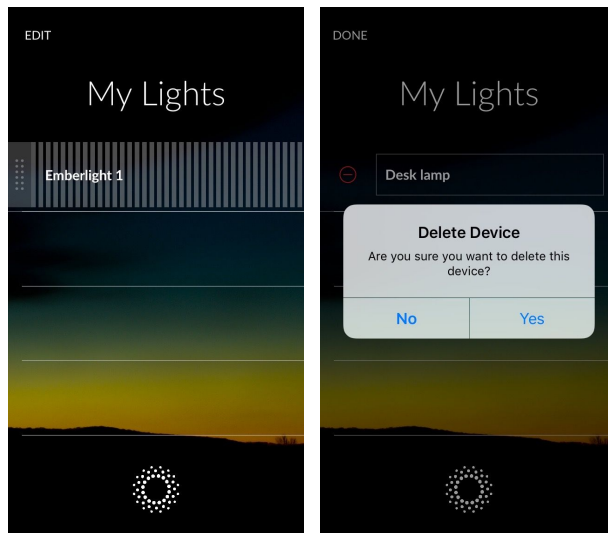 EDIT
My Lights
Emberlight 1
DONE
My Lights
Desk lamp
Delete Device
Are you sure you want to delete this
device?
No
Yes